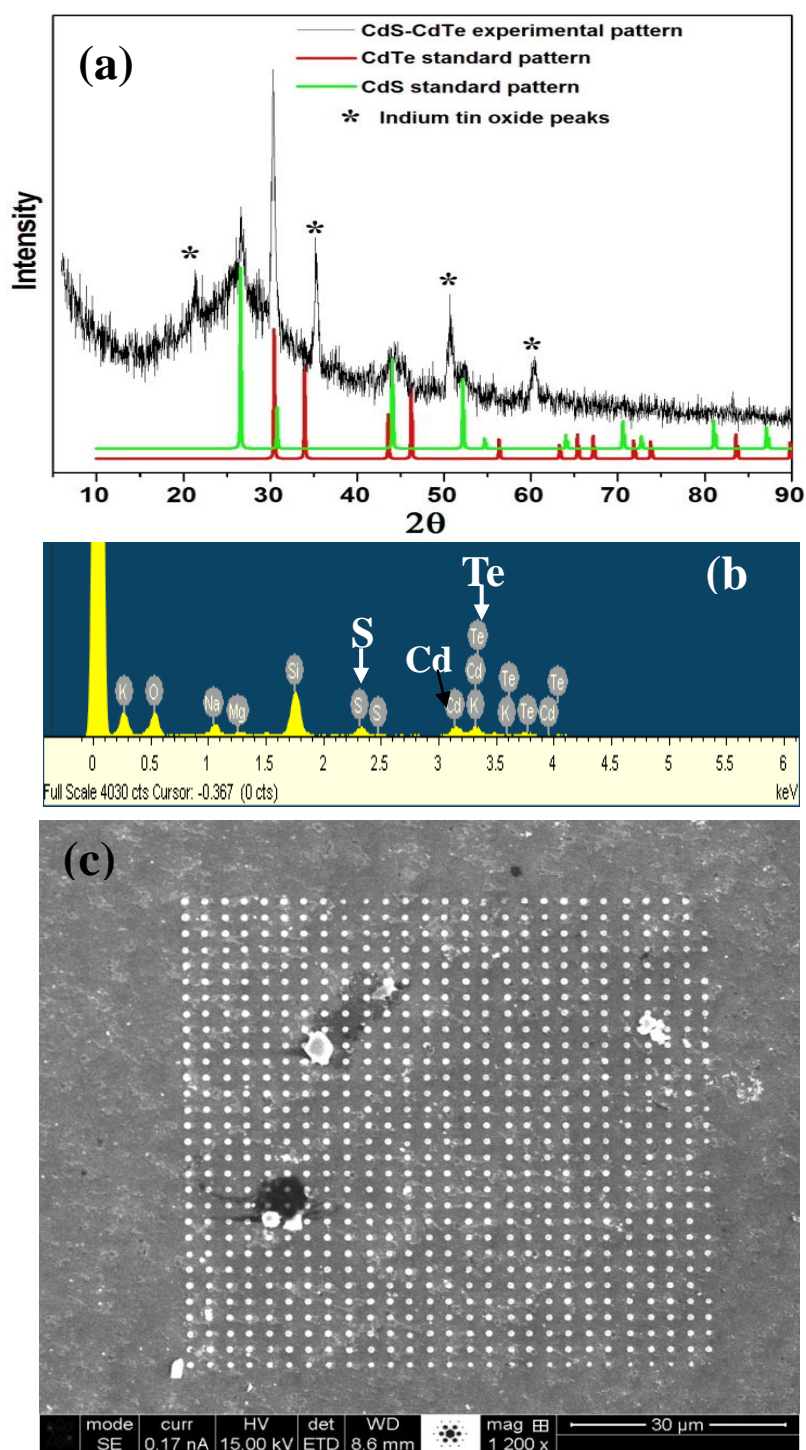 (a)
CdS-CdTe experimental pattern
CdTe standard pattern
CdS standard pattern
* Indium tin oxide peaks
* * * *
Intensity
10 20 30 40 50 60 70 80 90
2θ
(b
Te
S
Cd
Te
Si Cd Te Te
K O Na Mg S S Cd K K Te Cd
0 0.5 1 1.5 2 2.5 3 3.5 4 4.5 5 5.5 6
Full Scale 4030 cts Cursor: -0.367 (0 cts) keV
(c)
mode curr HV det WD mag 30 µm
SE 0.17 nA 15.00 kV ETD 8.6 mm 1 200 x